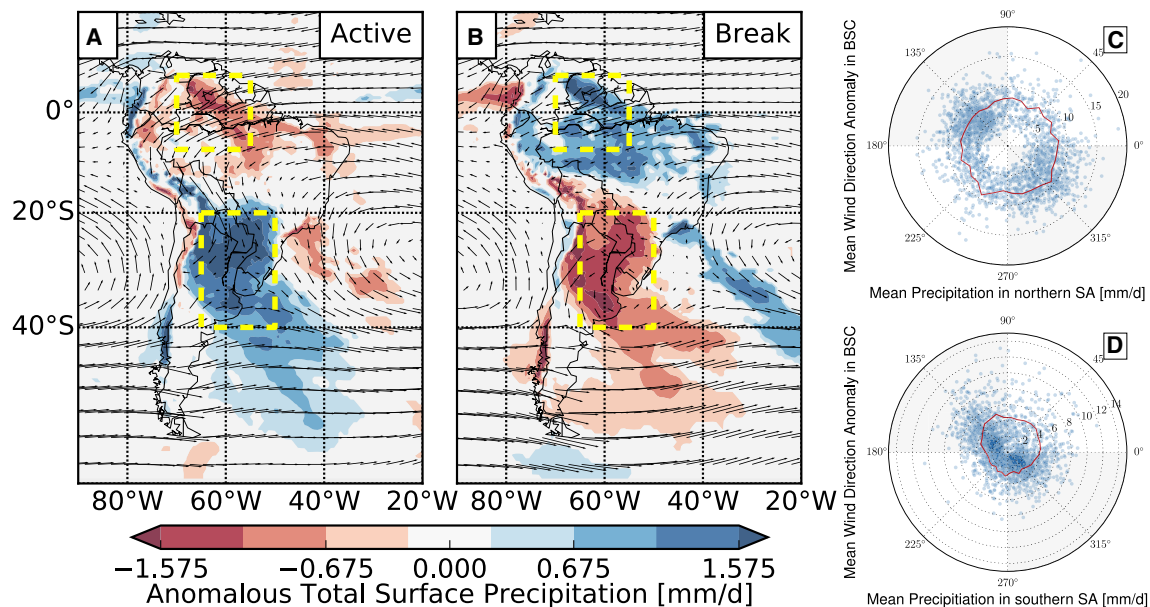 A
Active
B
Break
0°
20°S
40°S
80°W
60°W
40°W
20°W
80°W
60°W
40°W
20°W
−1.575
−0.675
0.000
0.675
1.575
Anomalous Total Surface Precipitation [mm/d]
C
Mean Wind Direction Anomaly in BSC
90°
135°
45°
180°
0°
225°
315°
270°
5
10
15
20
Mean Precipitation in northern SA [mm/d]
D
Mean Wind Direction Anomaly in BSC
90°
135°
45°
180°
0°
225°
315°
270°
2
4
6
8
10
12
14
Mean Precipitiation in southern SA [mm/d]